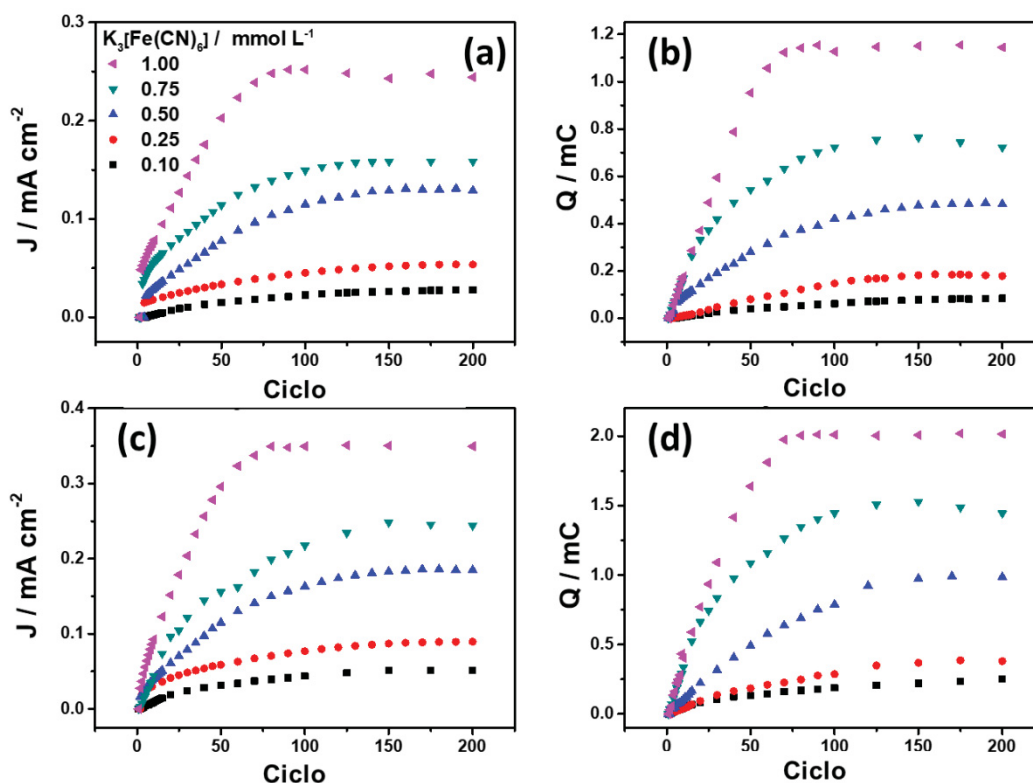 K₃[Fe(CN)₆] / mmol L⁻¹
1.00
0.75
0.50
0.25
0.10
(a)
J / mA cm⁻²
0.3
0.2
0.1
0.0
0 50 100 150 200
Ciclo
(b)
Q / mC
1.2
1.0
0.8
0.6
0.4
0.2
0.0
0 50 100 150 200
Ciclo
(c)
J / mA cm⁻²
0.4
0.3
0.2
0.1
0.0
0 50 100 150 200
Ciclo
(d)
Q / mC
2.0
1.5
1.0
0.5
0.0
0 50 100 150 200
Ciclo